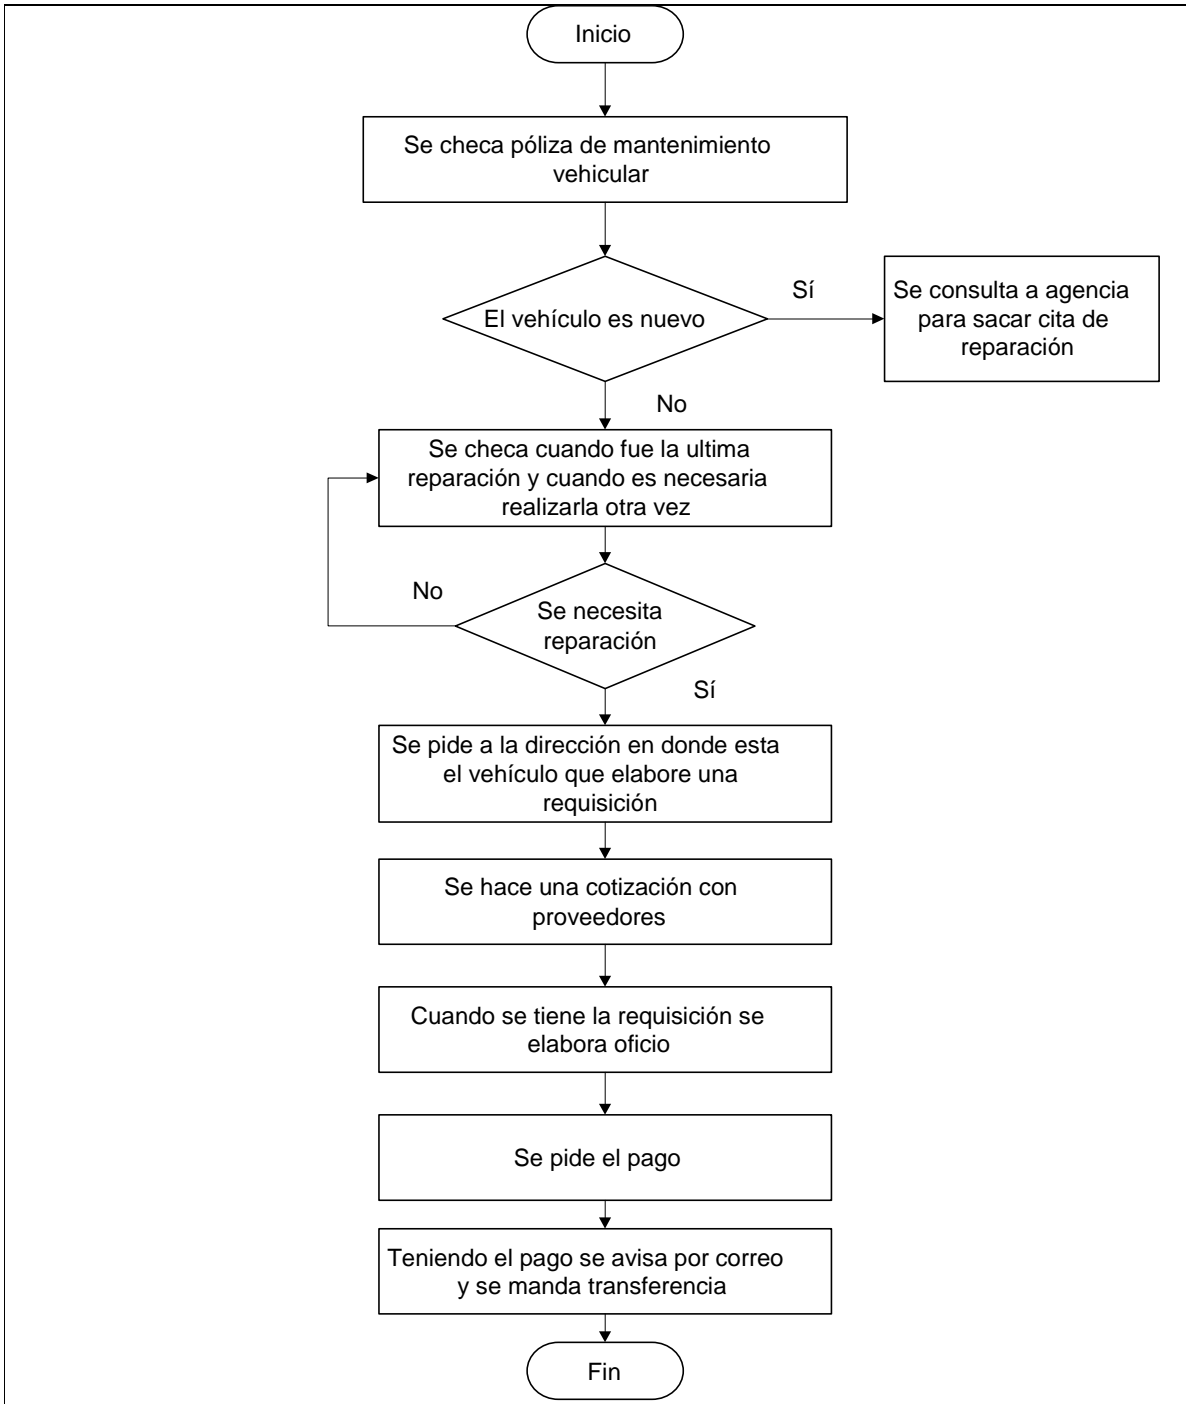 Inicio
Se checa póliza de mantenimiento
vehicular
El vehículo es nuevo
Sí
Se consulta a agencia
para sacar cita de
reparación
No
Se checa cuando fue la ultima
reparación y cuando es necesaria
realizarla otra vez
No
Se necesita
reparación
Sí
Se pide a la dirección en donde esta
el vehículo que elabore una
requisición
Se hace una cotización con
proveedores
Cuando se tiene la requisición se
elabora oficio
Se pide el pago
Teniendo el pago se avisa por correo
y se manda transferencia
Fin